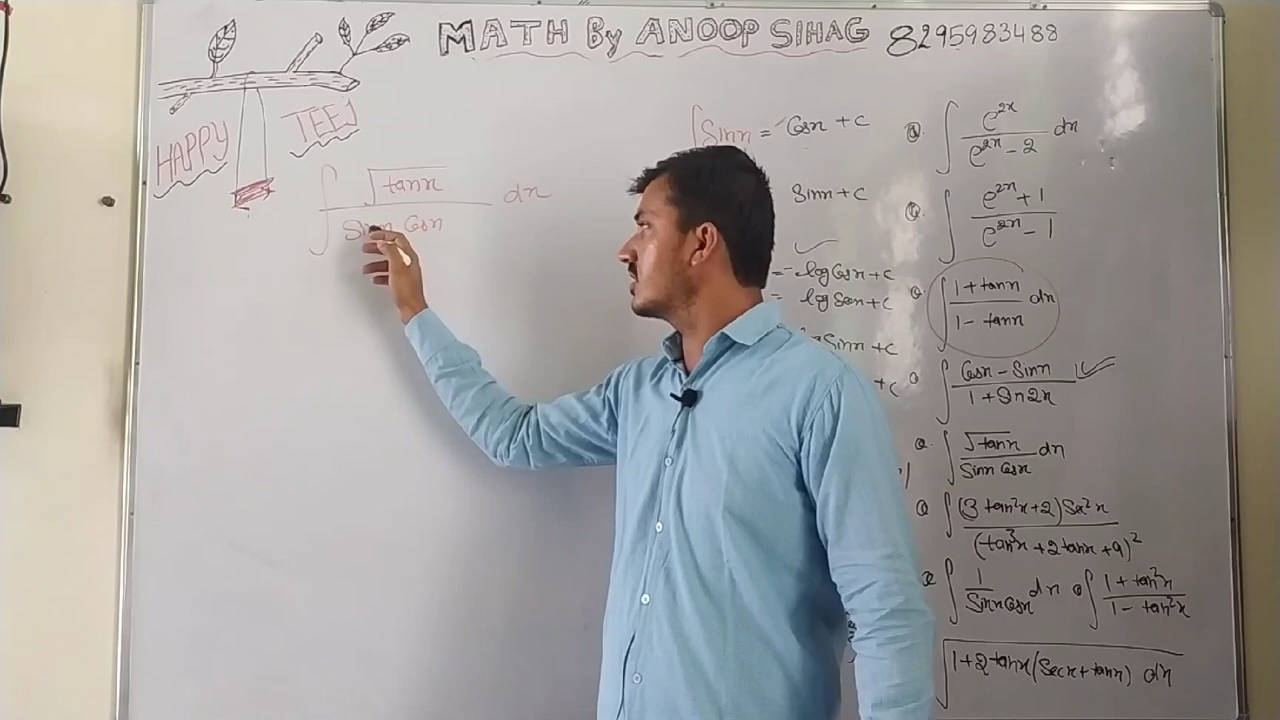 MATH By ANOOP SIHAG 8295983488
HAPPY TEEJ
∫ √tanx / Sinx Cosx dx
∫Sinx = -Cosx + c
Sinx + c
= -log Cosx + c
= log Secx + c
Sinx + c
+ c
Q. ∫ e^2x / e^2x - 2 dx
Q. ∫ e^2x + 1 / e^2x - 1
Q. ∫ 1 + tanx / 1 - tanx dx
Q ∫ Cosx - Sinx / 1 + Sin2x
Q. ∫ √tanx / Sinx Cosx dx
Q ∫ (3 tan²x + 2) Sec²x / (tan³x + 2 tanx + 9)²
Q ∫ 1 / Sinx Cosx dx Q ∫ 1 + tan²x / 1 - tan²x
∫ √1 + 2 tanx (Secx + tanx) dx